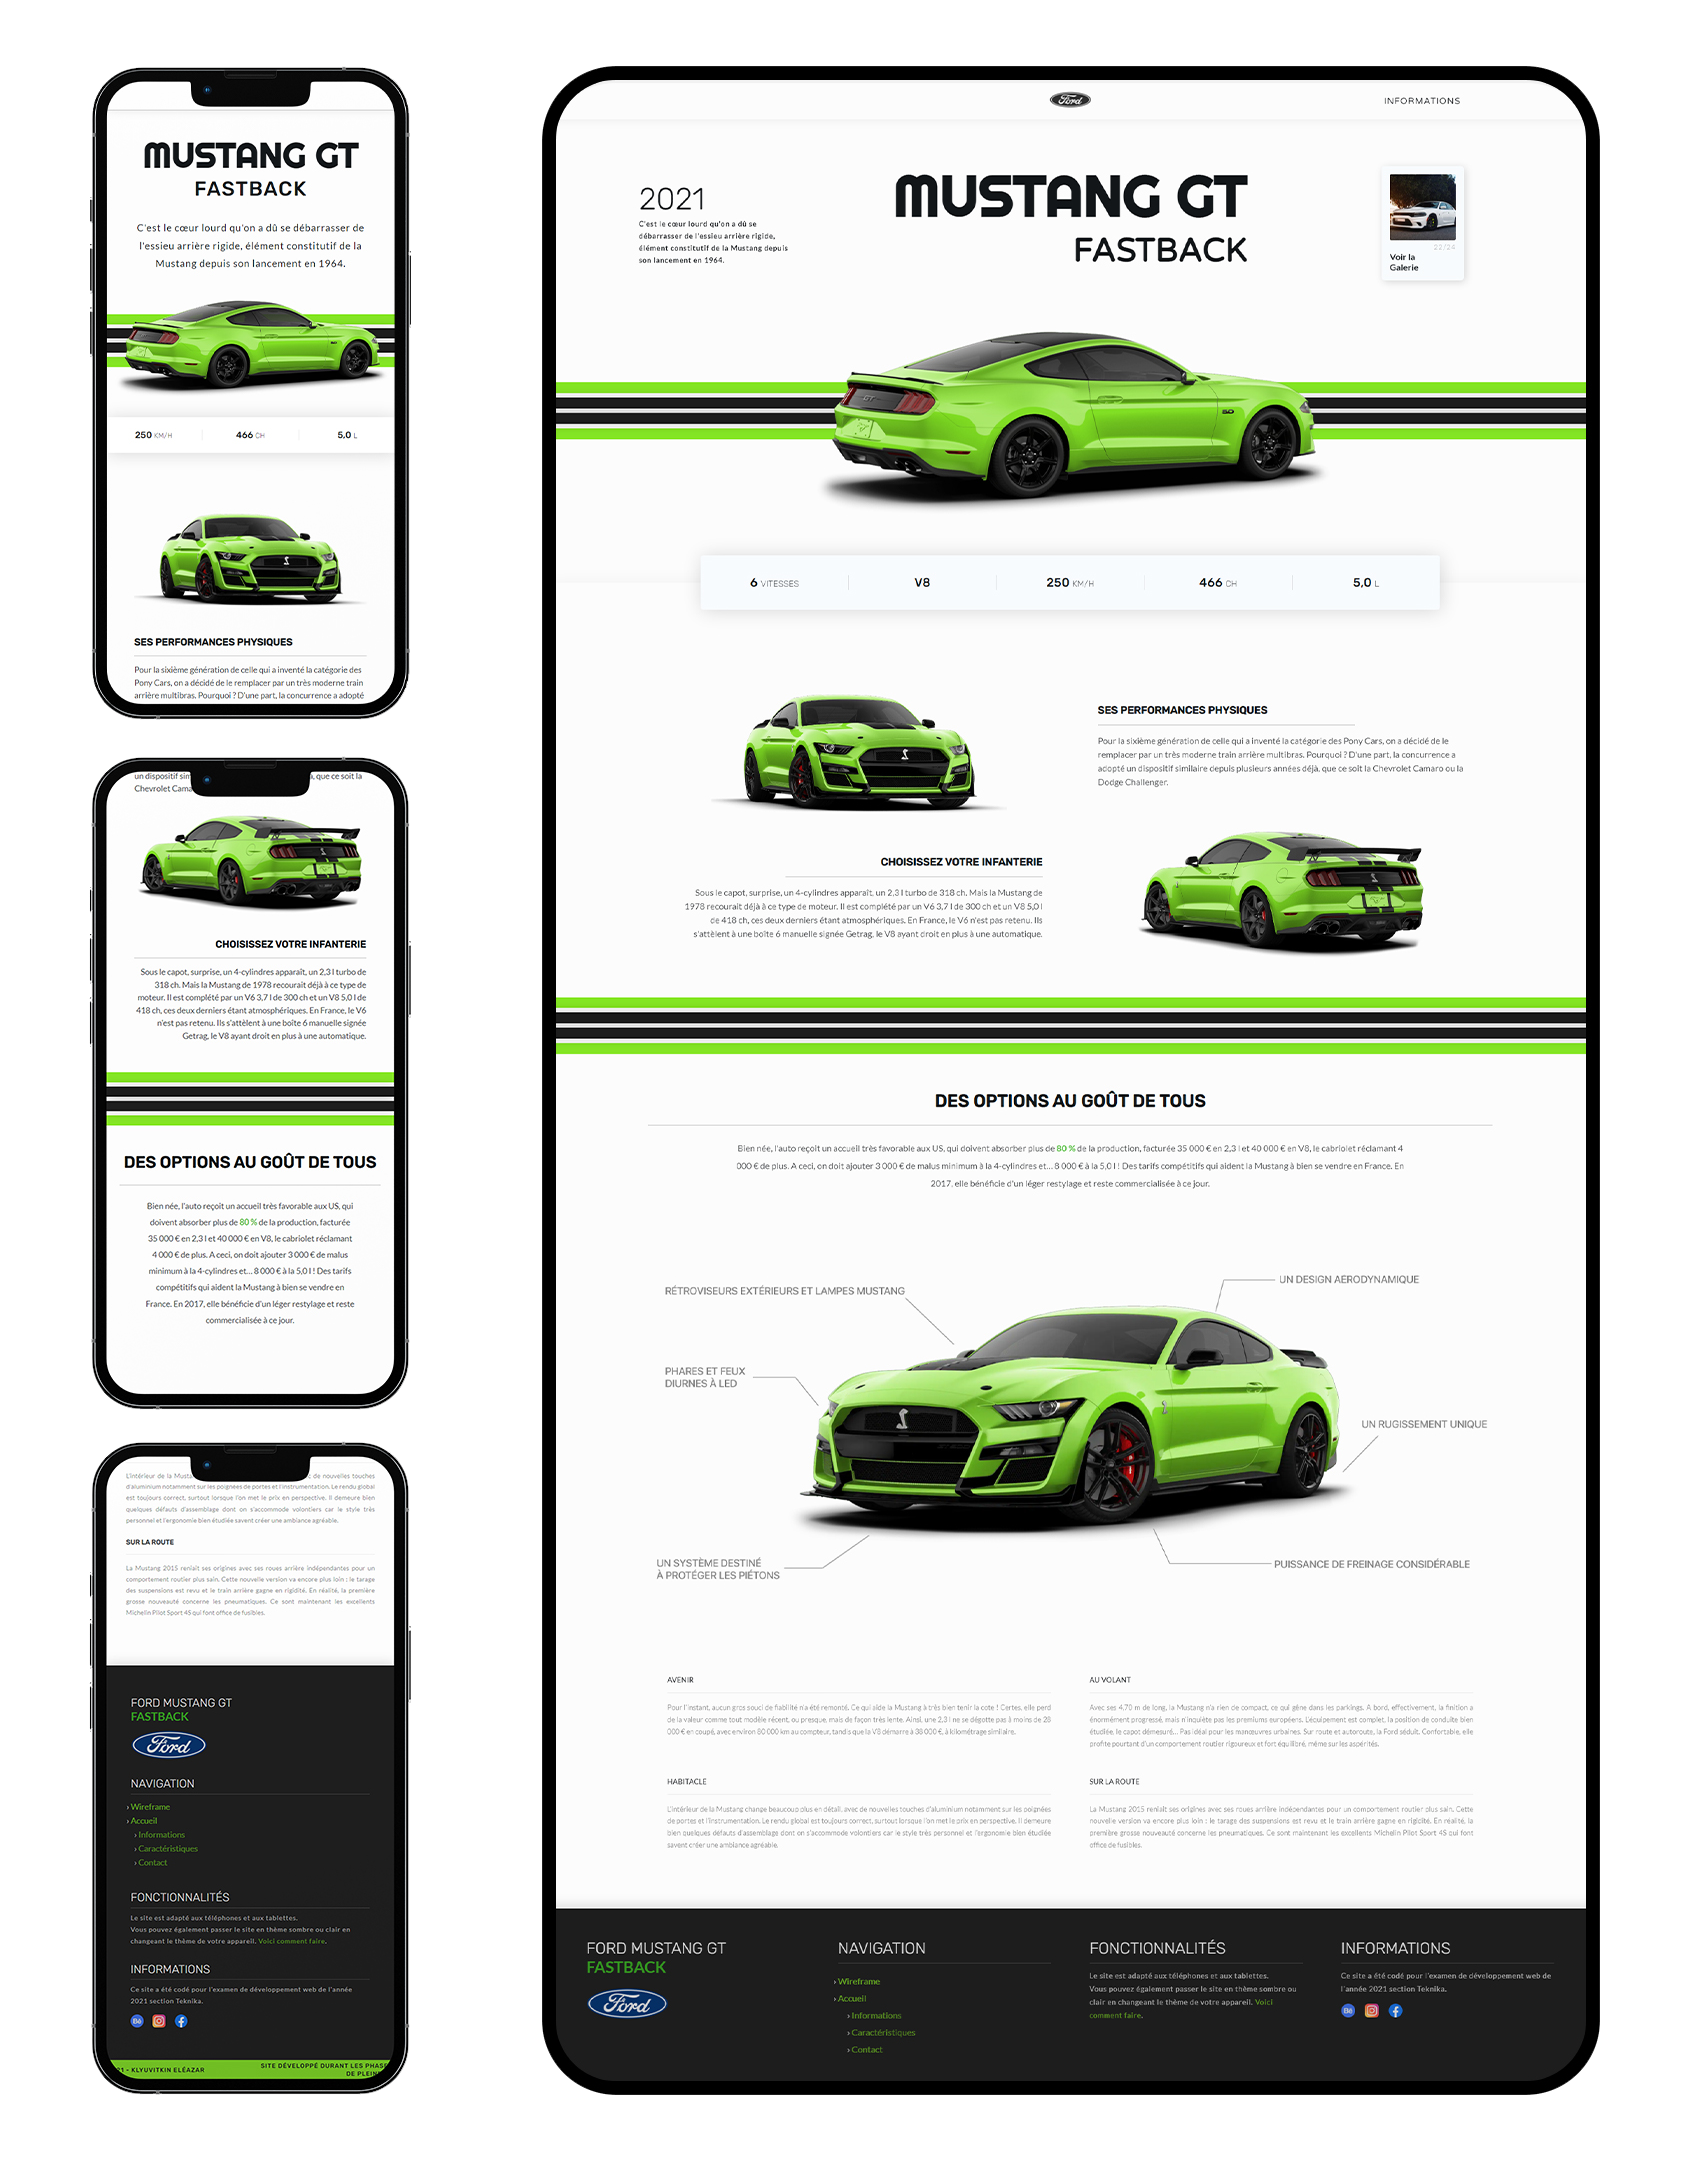 MUSTANG GT
FASTBACK
C'est le cœur lourd qu'on a dû se débarrasser de
l'essieu arrière rigide, élément constitutif de la
Mustang depuis son lancement en 1964.
250 KM/H
466 CH
5,0 L
SES PERFORMANCES PHYSIQUES
Pour la sixième génération de celle qui a inventé la catégorie des
Pony Cars, on a décidé de le remplacer par un très moderne train
arrière multibras. Pourquoi ? D'une part, la concurrence a adopté
un dispositif que ce soit la
Chevrolet
CHOISISSEZ VOTRE INFANTERIE
Sous le capot, surprise, un 4-cylindres apparaît, un 2,3 l turbo de
318 ch. Mais la Mustang de 1978 recourait déjà à ce type de
moteur. Il est complété par un V6 3,7 l de 300 ch et un V8 5,0 l de
418 ch, ces deux derniers étant atmosphériques. En France, le V6
n'est pas retenu. Ils s'attèlent à une boîte 6 manuelle signée
Getrag, le V8 ayant droit en plus à une automatique.
DES OPTIONS AU GOÛT DE TOUS
Bien née, l'auto reçoit un accueil très favorable aux US, qui
doivent absorber plus de 80 % de la production, facturée
35 000 € en 2,3 l et 40 000 € en V8, le cabriolet réclamant
4 000 € de plus. A ceci, on doit ajouter 3 000 € de malus
minimum à la 4-cylindres et... 8 000 € à la 5,0 l ! Des tarifs
compétitifs qui aident la Mustang à bien se vendre en
France. En 2017, elle bénéficie d'un léger restylage et reste
commercialisée à ce jour.
L'intérieur de la de nouvelles touches
d'aluminium notamment sur les poignées de portes et l'instrumentation. Le rendu global
est toujours correct, surtout lorsque l'on met le prix en perspective. Il demeure bien
quelques défauts d'assemblage dont on s'accommode volontiers car le style très
personnel et l'ergonomie bien étudiée savent créer une ambiance agréable.
SUR LA ROUTE
La Mustang 2015 reniait ses origines avec ses roues arrière indépendantes pour un
comportement routier plus sain. Cette nouvelle version va encore plus loin : le tarage
des suspensions est revu et le train arrière gagne en rigidité. En réalité, la première
grosse nouveauté concerne les pneumatiques. Ce sont maintenant les excellents
Michelin Pilot Sport 4S qui font office de fusibles.
FORD MUSTANG GT
FASTBACK
Ford
NAVIGATION
› Wireframe
› Accueil
› Informations
› Caractéristiques
› Contact
FONCTIONNALITÉS
Le site est adapté aux téléphones et aux tablettes.
Vous pouvez également passer le site en thème sombre ou clair en
changeant le thème de votre appareil. Voici comment faire.
INFORMATIONS
Ce site a été codé pour l'examen de développement web de l'année
2021 section Teknika.
Bē
21 - KLYUVITKIN ELÉAZAR
SITE DÉVELOPPÉ DURANT LES
DE
Ford
INFORMATIONS
2021
C'est le cœur lourd qu'on a dû se
débarrasser de l'essieu arrière rigide,
élément constitutif de la Mustang depuis
son lancement en 1964.
MUSTANG GT
FASTBACK
22/24
Voir la
Galerie
GT
5.0
6 VITESSES
V8
250 KM/H
466 CH
5,0 L
SES PERFORMANCES PHYSIQUES
Pour la sixième génération de celle qui a inventé la catégorie des Pony Cars, on a décidé de le
remplacer par un très moderne train arrière multibras. Pourquoi ? D'une part, la concurrence a
adopté un dispositif similaire depuis plusieurs années déjà, que ce soit la Chevrolet Camaro ou la
Dodge Challenger.
CHOISISSEZ VOTRE INFANTERIE
Sous le capot, surprise, un 4-cylindres apparaît, un 2,3 l turbo de 318 ch. Mais la Mustang de
1978 recourait déjà à ce type de moteur. Il est complété par un V6 3,7 l de 300 ch et un V8 5,0 l
de 418 ch, ces deux derniers étant atmosphériques. En France, le V6 n'est pas retenu. Ils
s'attèlent à une boîte 6 manuelle signée Getrag, le V8 ayant droit en plus à une automatique.
DES OPTIONS AU GOÛT DE TOUS
Bien née, l'auto reçoit un accueil très favorable aux US, qui doivent absorber plus de 80 % de la production, facturée 35 000 € en 2,3 l et 40 000 € en V8, le cabriolet réclamant 4
000 € de plus. A ceci, on doit ajouter 3 000 € de malus minimum à la 4-cylindres et... 8 000 € à la 5,0 l ! Des tarifs compétitifs qui aident la Mustang à bien se vendre en France. En
2017, elle bénéficie d'un léger restylage et reste commercialisée à ce jour.
RÉTROVISEURS EXTÉRIEURS ET LAMPES MUSTANG
UN DESIGN AERODYNAMIQUE
PHARES ET FEUX
DIURNES À LED
UN RUGISSEMENT UNIQUE
UN SYSTÈME DESTINÉ
À PROTÉGER LES PIÉTONS
PUISSANCE DE FREINAGE CONSIDÉRABLE
AVENIR
Pour l'instant, aucun gros souci de fiabilité n'a été remonté. Ce qui aide la Mustang à très bien tenir la cote ! Certes, elle perd
de la valeur comme tout modèle récent, ou presque, mais de façon très lente. Ainsi, une 2,3 l ne se dégotte pas à moins de 28
000 € en coupé, avec environ 80 000 km au compteur, tandis que la V8 démarre à 38 000 €, à kilométrage similaire.
AU VOLANT
Avec ses 4,70 m de long, la Mustang n'a rien de compact, ce qui gêne dans les parkings. A bord, effectivement, la finition a
énormément progressé, mais n'inquiète pas les premiums européens. L'équipement est complet, la position de conduite bien
étudiée, le capot démesuré... Pas idéal pour les manœuvres urbaines. Sur route et autoroute, la Ford séduit. Confortable, elle
profite pourtant d'un comportement routier rigoureux et fort équilibré, même sur les aspérités.
HABITACLE
L'intérieur de la Mustang change beaucoup plus en détail, avec de nouvelles touches d'aluminium notamment sur les poignées
de portes et l'instrumentation. Le rendu global est toujours correct, surtout lorsque l'on met le prix en perspective. Il demeure
bien quelques défauts d'assemblage dont on s'accommode volontiers car le style très personnel et l'ergonomie bien étudiée
savent créer une ambiance agréable.
SUR LA ROUTE
La Mustang 2015 reniait ses origines avec ses roues arrière indépendantes pour un comportement routier plus sain. Cette
nouvelle version va encore plus loin : le tarage des suspensions est revu et le train arrière gagne en rigidité. En réalité, la
première grosse nouveauté concerne les pneumatiques. Ce sont maintenant les excellents Michelin Pilot Sport 4S qui font
office de fusibles.
FORD MUSTANG GT
FASTBACK
Ford
NAVIGATION
› Wireframe
› Accueil
› Informations
› Caractéristiques
› Contact
FONCTIONNALITÉS
Le site est adapté aux téléphones et aux tablettes.
Vous pouvez également passer le site en thème sombre ou
clair en changeant le thème de votre appareil. Voici
comment faire.
INFORMATIONS
Ce site a été codé pour l'examen de développement web de
l'année 2021 section Teknika.
Bē